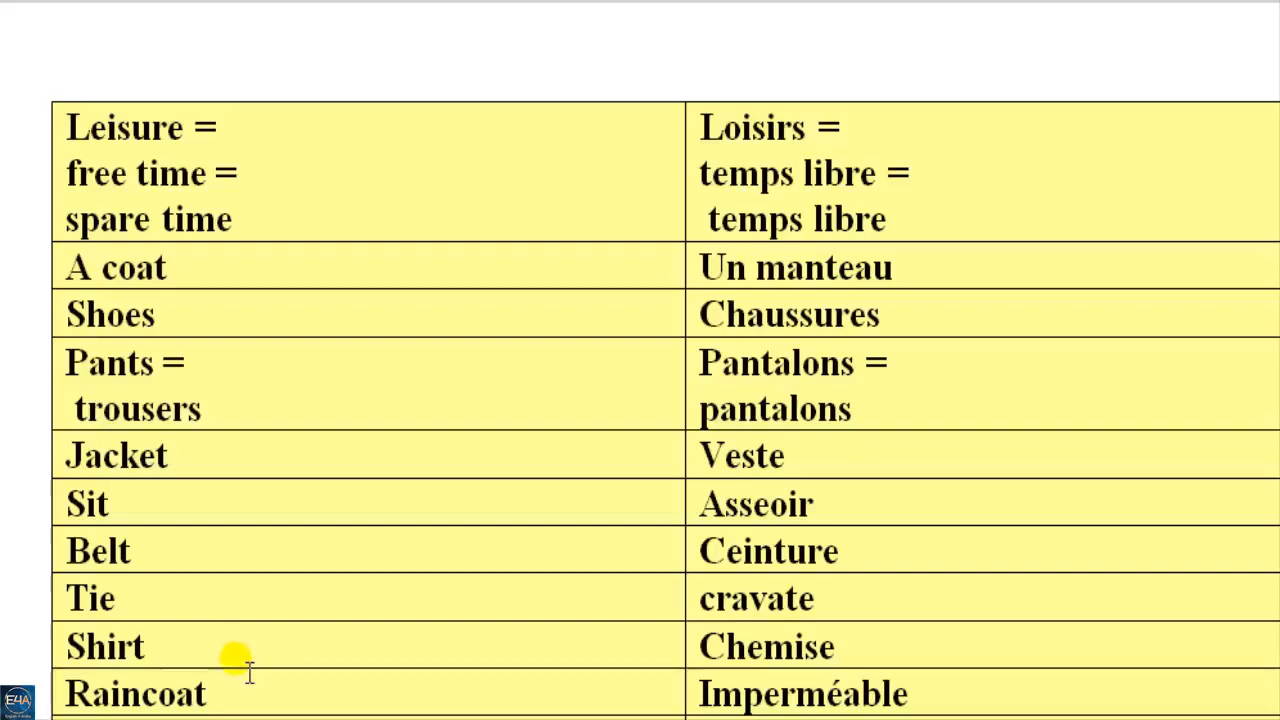 Leisure =
free time =
spare time
Loisirs =
temps libre =
temps libre
A coat
Un manteau
Shoes
Chaussures
Pants =
trousers
Pantalons =
pantalons
Jacket
Veste
Sit
Asseoir
Belt
Ceinture
Tie
cravate
Shirt
Chemise
Raincoat
Imperméable
E4A